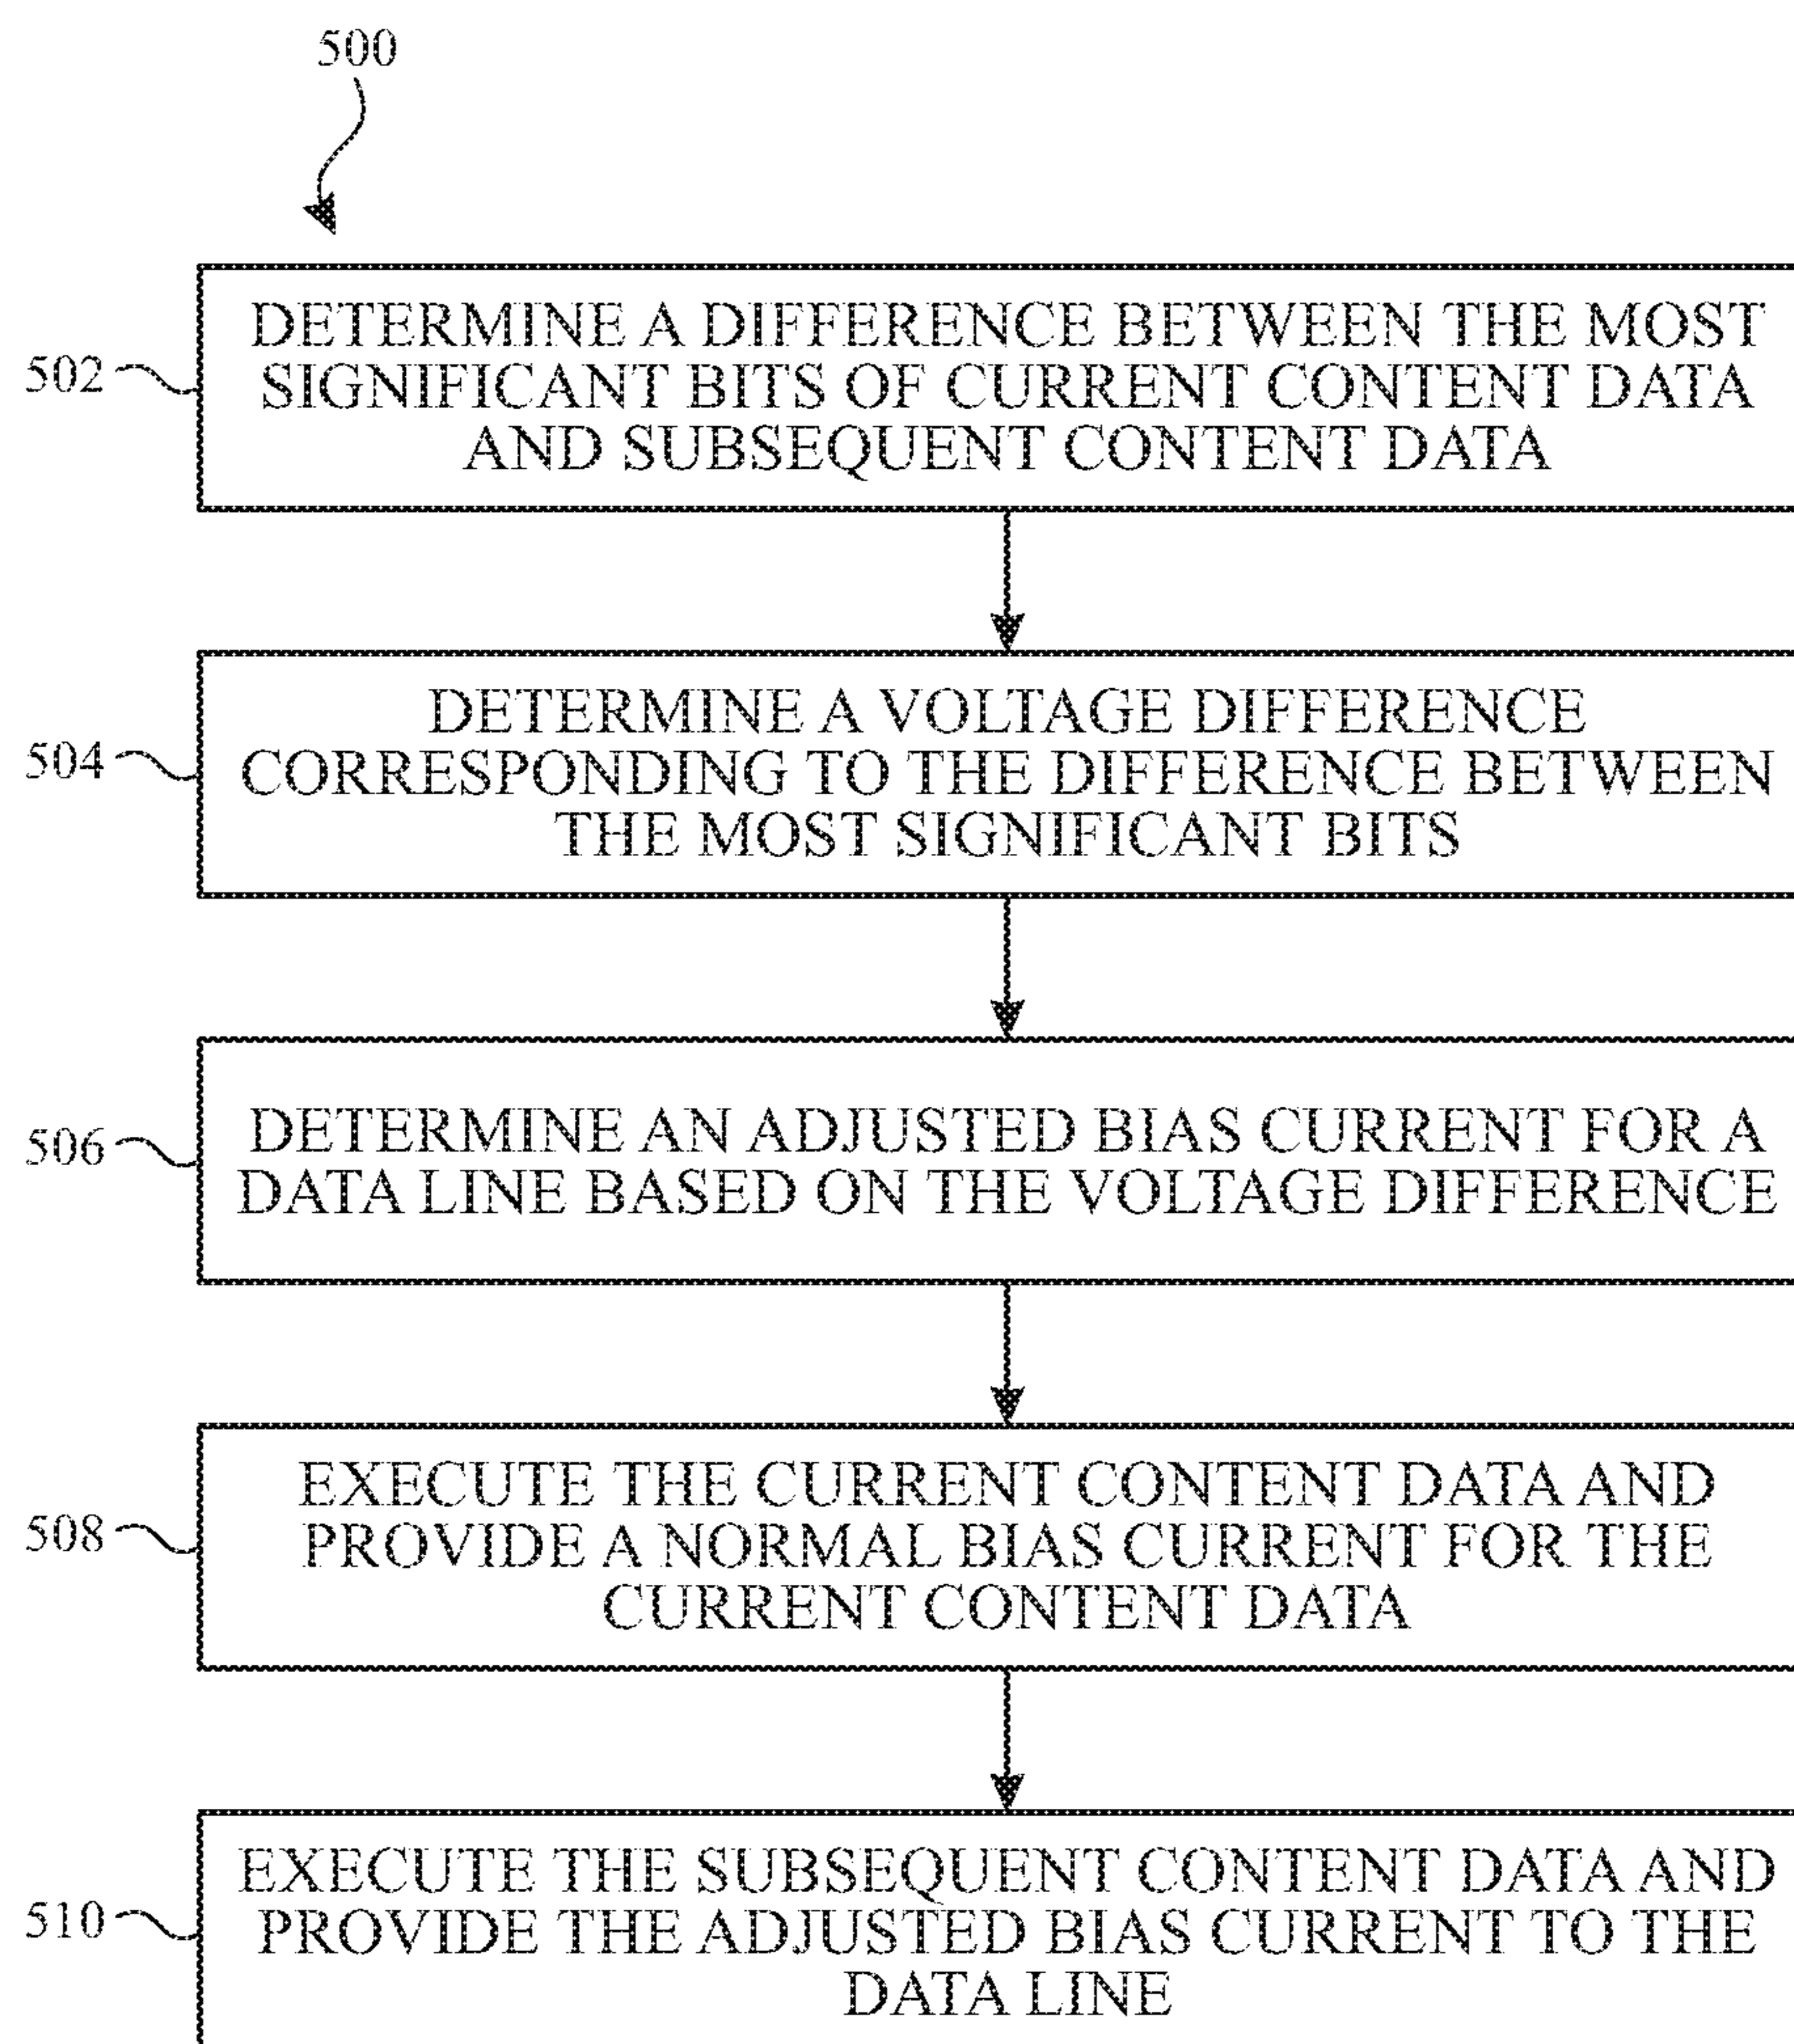 500
502
DETERMINE A DIFFERENCE BETWEEN THE MOST
SIGNIFICANT BITS OF CURRENT CONTENT DATA
AND SUBSEQUENT CONTENT DATA
504
DETERMINE A VOLTAGE DIFFERENCE
CORRESPONDING TO THE DIFFERENCE BETWEEN
THE MOST SIGNIFICANT BITS
506
DETERMINE AN ADJUSTED BIAS CURRENT FOR A
DATA LINE BASED ON THE VOLTAGE DIFFERENCE
508
EXECUTE THE CURRENT CONTENT DATA AND
PROVIDE A NORMAL BIAS CURRENT FOR THE
CURRENT CONTENT DATA
510
EXECUTE THE SUBSEQUENT CONTENT DATA AND
PROVIDE THE ADJUSTED BIAS CURRENT TO THE
DATA LINE